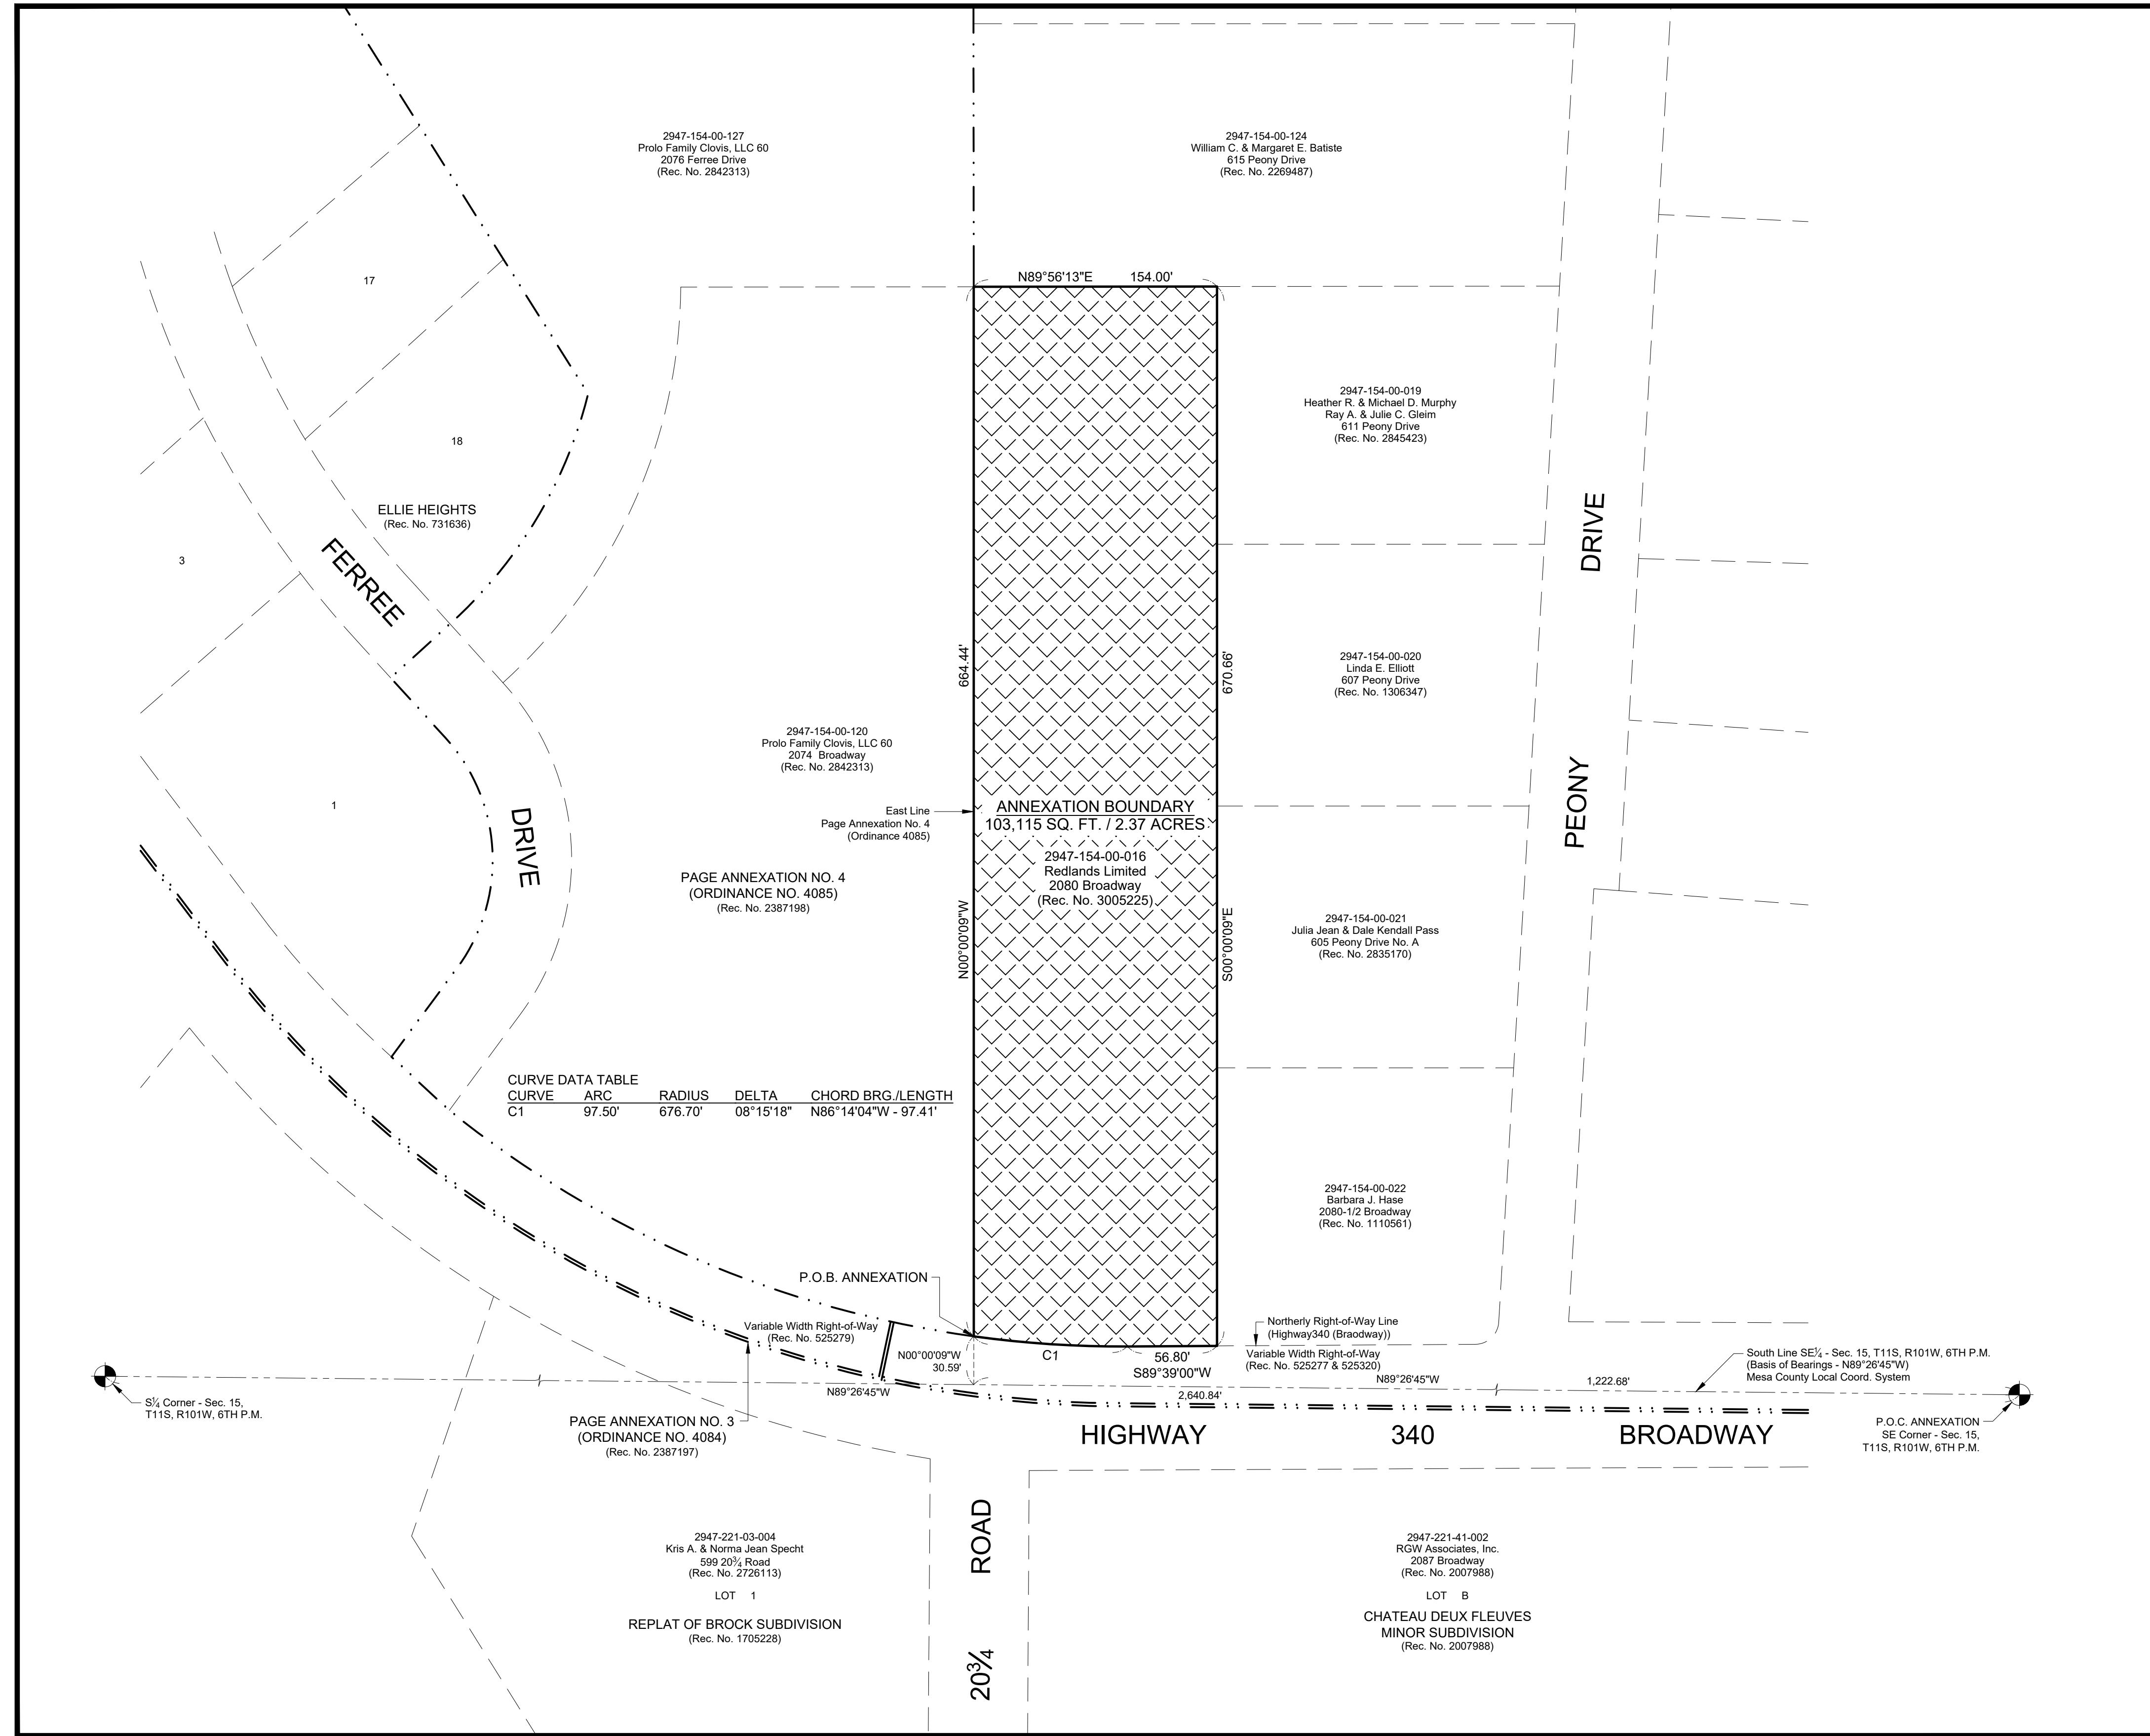 2947-154-00-127
Prolo Family Clovis, LLC 60
2076 Ferree Drive
(Rec. No. 2842313)
2947-154-00-124
William C. & Margaret E. Batiste
615 Peony Drive
(Rec. No. 2269487)
N89°56'13"E 154.00'
17
18
ELLIE HEIGHTS
(Rec. No. 731636)
3
1
FERREE
DRIVE
2947-154-00-019
Heather R. & Michael D. Murphy
Ray A. & Julie C. Gleim
611 Peony Drive
(Rec. No. 2845423)
PEONY DRIVE
664.44'
N00°00'09"W
670.66'
S00°00'09"E
2947-154-00-020
Linda E. Elliott
607 Peony Drive
(Rec. No. 1306347)
2947-154-00-120
Prolo Family Clovis, LLC 60
2074 Broadway
(Rec. No. 2842313)
East Line
Page Annexation No. 4
(Ordinance 4085)
ANNEXATION BOUNDARY
103,115 SQ. FT. / 2.37 ACRES
2947-154-00-016
Redlands Limited
2080 Broadway
(Rec. No. 3005225)
PAGE ANNEXATION NO. 4
(ORDINANCE NO. 4085)
(Rec. No. 2387198)
2947-154-00-021
Julia Jean & Dale Kendall Pass
605 Peony Drive No. A
(Rec. No. 2835170)
CURVE DATA TABLE
CURVE ARC RADIUS DELTA CHORD BRG./LENGTH
C1 97.50' 676.70' 08°15'18" N86°14'04"W - 97.41'
2947-154-00-022
Barbara J. Hase
2080-1/2 Broadway
(Rec. No. 1110561)
P.O.B. ANNEXATION
Variable Width Right-of-Way
(Rec. No. 525279)
N00°00'09"W
30.59'
C1
56.80'
S89°39'00"W
Northerly Right-of-Way Line
(Highway340 (Braodway))
Variable Width Right-of-Way
(Rec. No. 525277 & 525320)
South Line SE¼ - Sec. 15, T11S, R101W, 6TH P.M.
(Basis of Bearings - N89°26'45"W)
Mesa County Local Coord. System
N89°26'45"W
2,640.84'
N89°26'45"W
1,222.68'
S¼ Corner - Sec. 15,
T11S, R101W, 6TH P.M.
PAGE ANNEXATION NO. 3
(ORDINANCE NO. 4084)
(Rec. No. 2387197)
HIGHWAY 340 BROADWAY
P.O.C. ANNEXATION
SE Corner - Sec. 15,
T11S, R101W, 6TH P.M.
20¾ ROAD
2947-221-03-004
Kris A. & Norma Jean Specht
599 20¾ Road
(Rec. No. 2726113)
LOT 1
REPLAT OF BROCK SUBDIVISION
(Rec. No. 1705228)
2947-221-41-002
RGW Associates, Inc.
2087 Broadway
(Rec. No. 2007988)
LOT B
CHATEAU DEUX FLEUVES
MINOR SUBDIVISION
(Rec. No. 2007988)